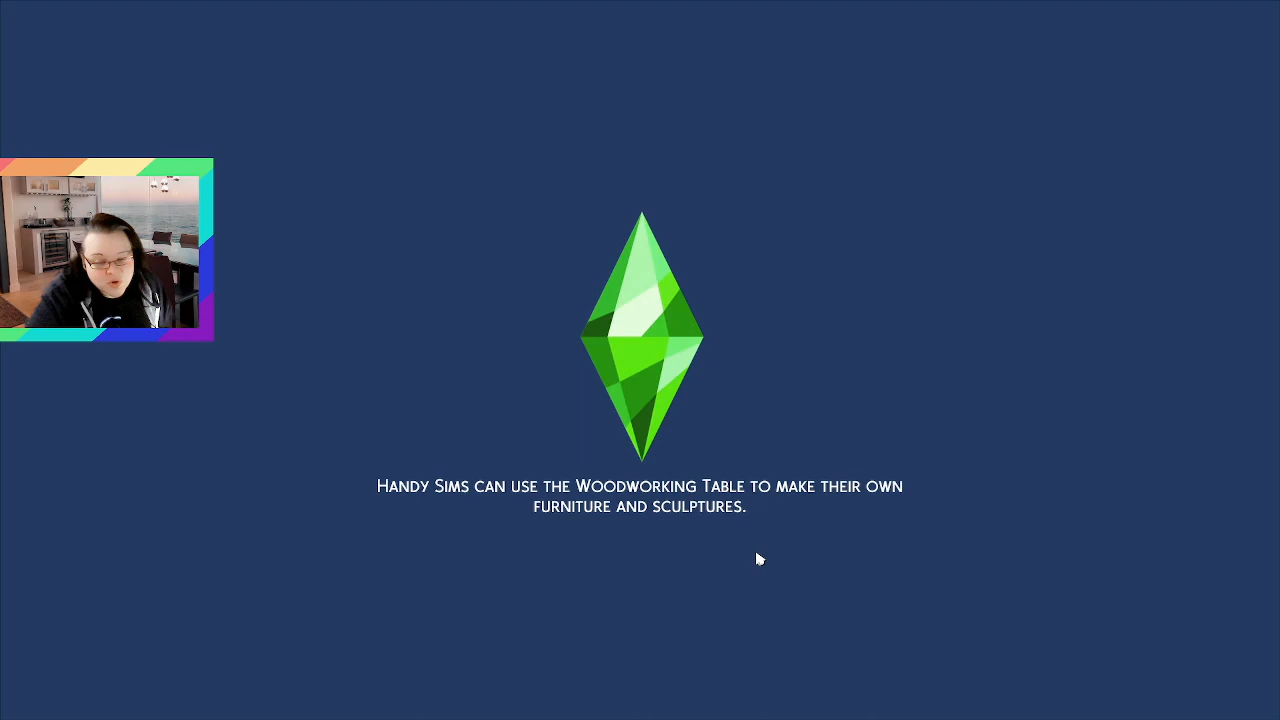 Handy Sims can use the Woodworking Table to make their own
furniture and sculptures.